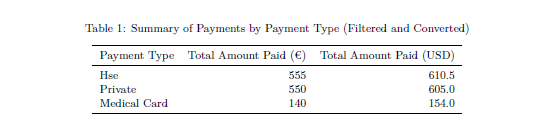 Table 1: Summary of Payments by Payment Type (Filtered and Converted)
Payment Type Total Amount Paid (€) Total Amount Paid (USD)
Hse 555 610.5
Private 550 605.0
Medical Card 140 154.0